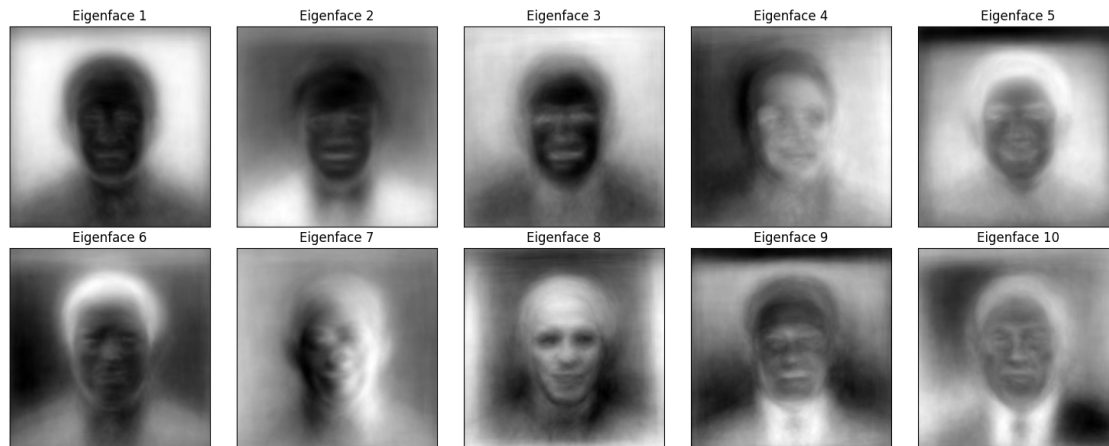 Eigenface 1
Eigenface 2
Eigenface 3
Eigenface 4
Eigenface 5
Eigenface 6
Eigenface 7
Eigenface 8
Eigenface 9
Eigenface 10